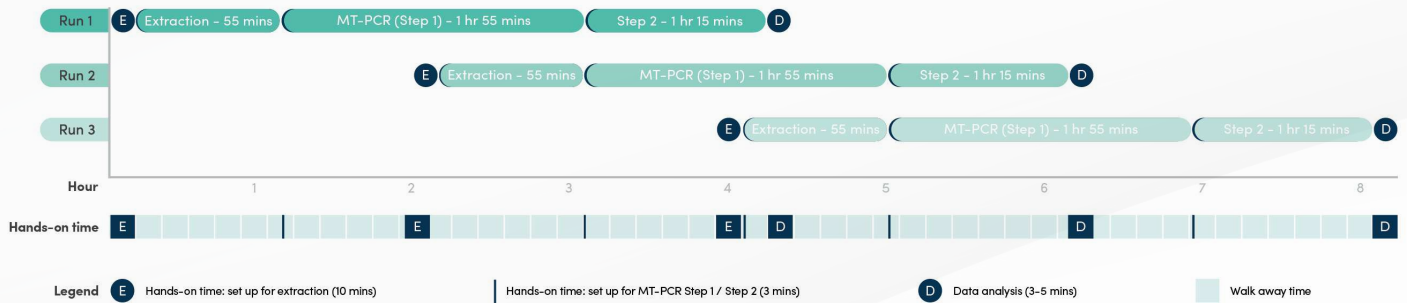 Run 1 E Extraction - 55 mins MT-PCR (Step 1) - 1 hr 55 mins Step 2 - 1 hr 15 mins D
Run 2 E Extraction - 55 mins MT-PCR (Step 1) - 1 hr 55 mins Step 2 - 1 hr 15 mins D
Run 3 E Extraction - 55 mins MT-PCR (Step 1) - 1 hr 55 mins Step 2 - 1 hr 15 mins D
Hour 1 2 3 4 5 6 7 8
Hands-on time E E E D D D
Legend E Hands-on time: set up for extraction (10 mins) Hands-on time: set up for MT-PCR Step 1 / Step 2 (3 mins) D Data analysis (3-5 mins) Walk away time